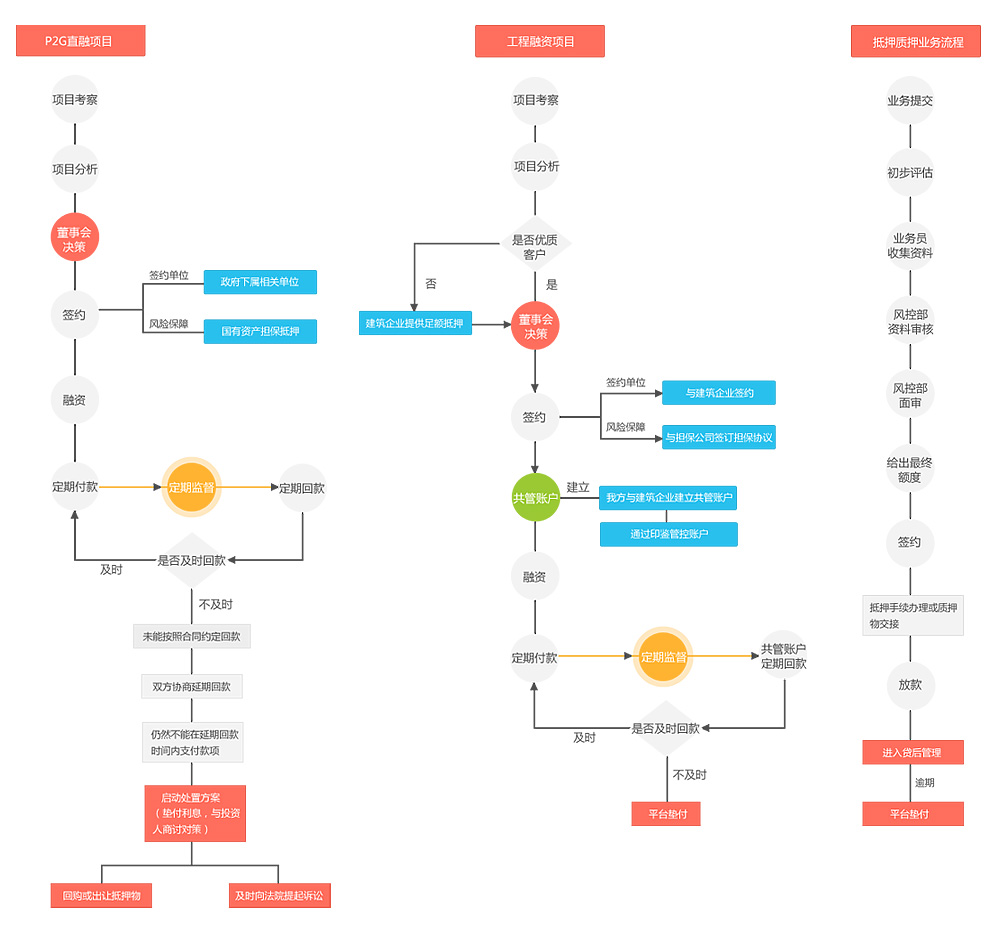 P2G直融项目
项目考察
项目分析
董事会
决策
签约
签约单位
政府下属相关单位
风险保障
国有资产担保抵押
融资
定期付款
定期监督
定期回款
是否及时回款
及时
不及时
未能按照合同约定回款
双方协商延期回款
仍然不能在延期回款
时间内支付款项
启动处置方案
（垫付利息，与投资
人商讨对策）
回购或出让抵押物
及时向法院提起诉讼
工程融资项目
项目考察
项目分析
是否优质
客户
否
是
建筑企业提供足额抵押
董事会
决策
签约
签约单位
与建筑企业签约
风险保障
与担保公司签订担保协议
共管账户
建立
我方与建筑企业建立共管账户
通过印鉴管控账户
融资
定期付款
定期监督
共管账户
定期回款
是否及时回款
及时
不及时
平台垫付
抵押质押业务流程
业务提交
初步评估
业务员
收集资料
风控部
资料审核
风控部
面审
给出最终
额度
签约
抵押手续办理或质押
物交接
放款
进入贷后管理
逾期
平台垫付